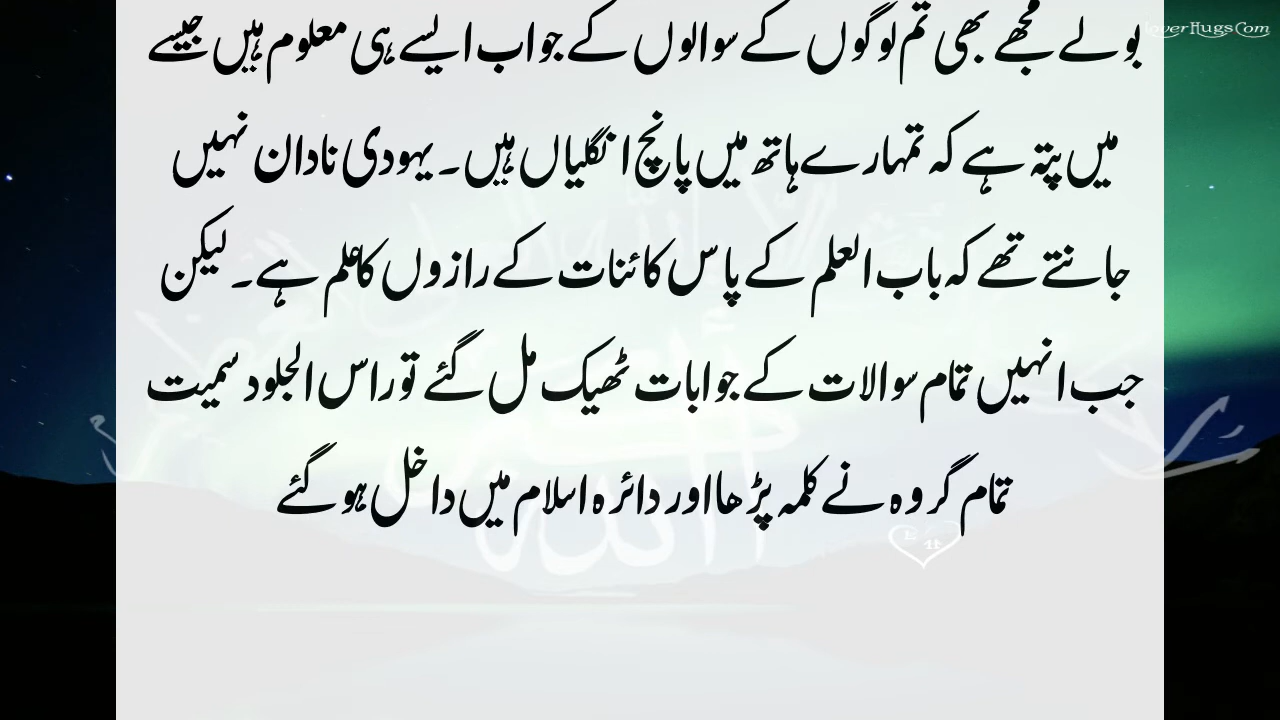 LoverHugs.Com
بولے مجھے بھی تم لوگوں کے سوالوں کے جواب ایسے ہی معلوم ہیں جیسے
میں پتہ ہے کہ تمہارے ہاتھ میں پانچ انگلیاں ہیں۔ یہودی نادان نہیں
جانتے تھے کہ باب العلم کے پاس کائنات کے رازوں کا علم ہے۔ لیکن
جب انہیں تمام سوالات کے جوابات ٹھیک مل گئے تو راس الجلود سمیت
تمام گروہ نے کلمہ پڑھا اور دائرہ اسلام میں داخل ہو گئے